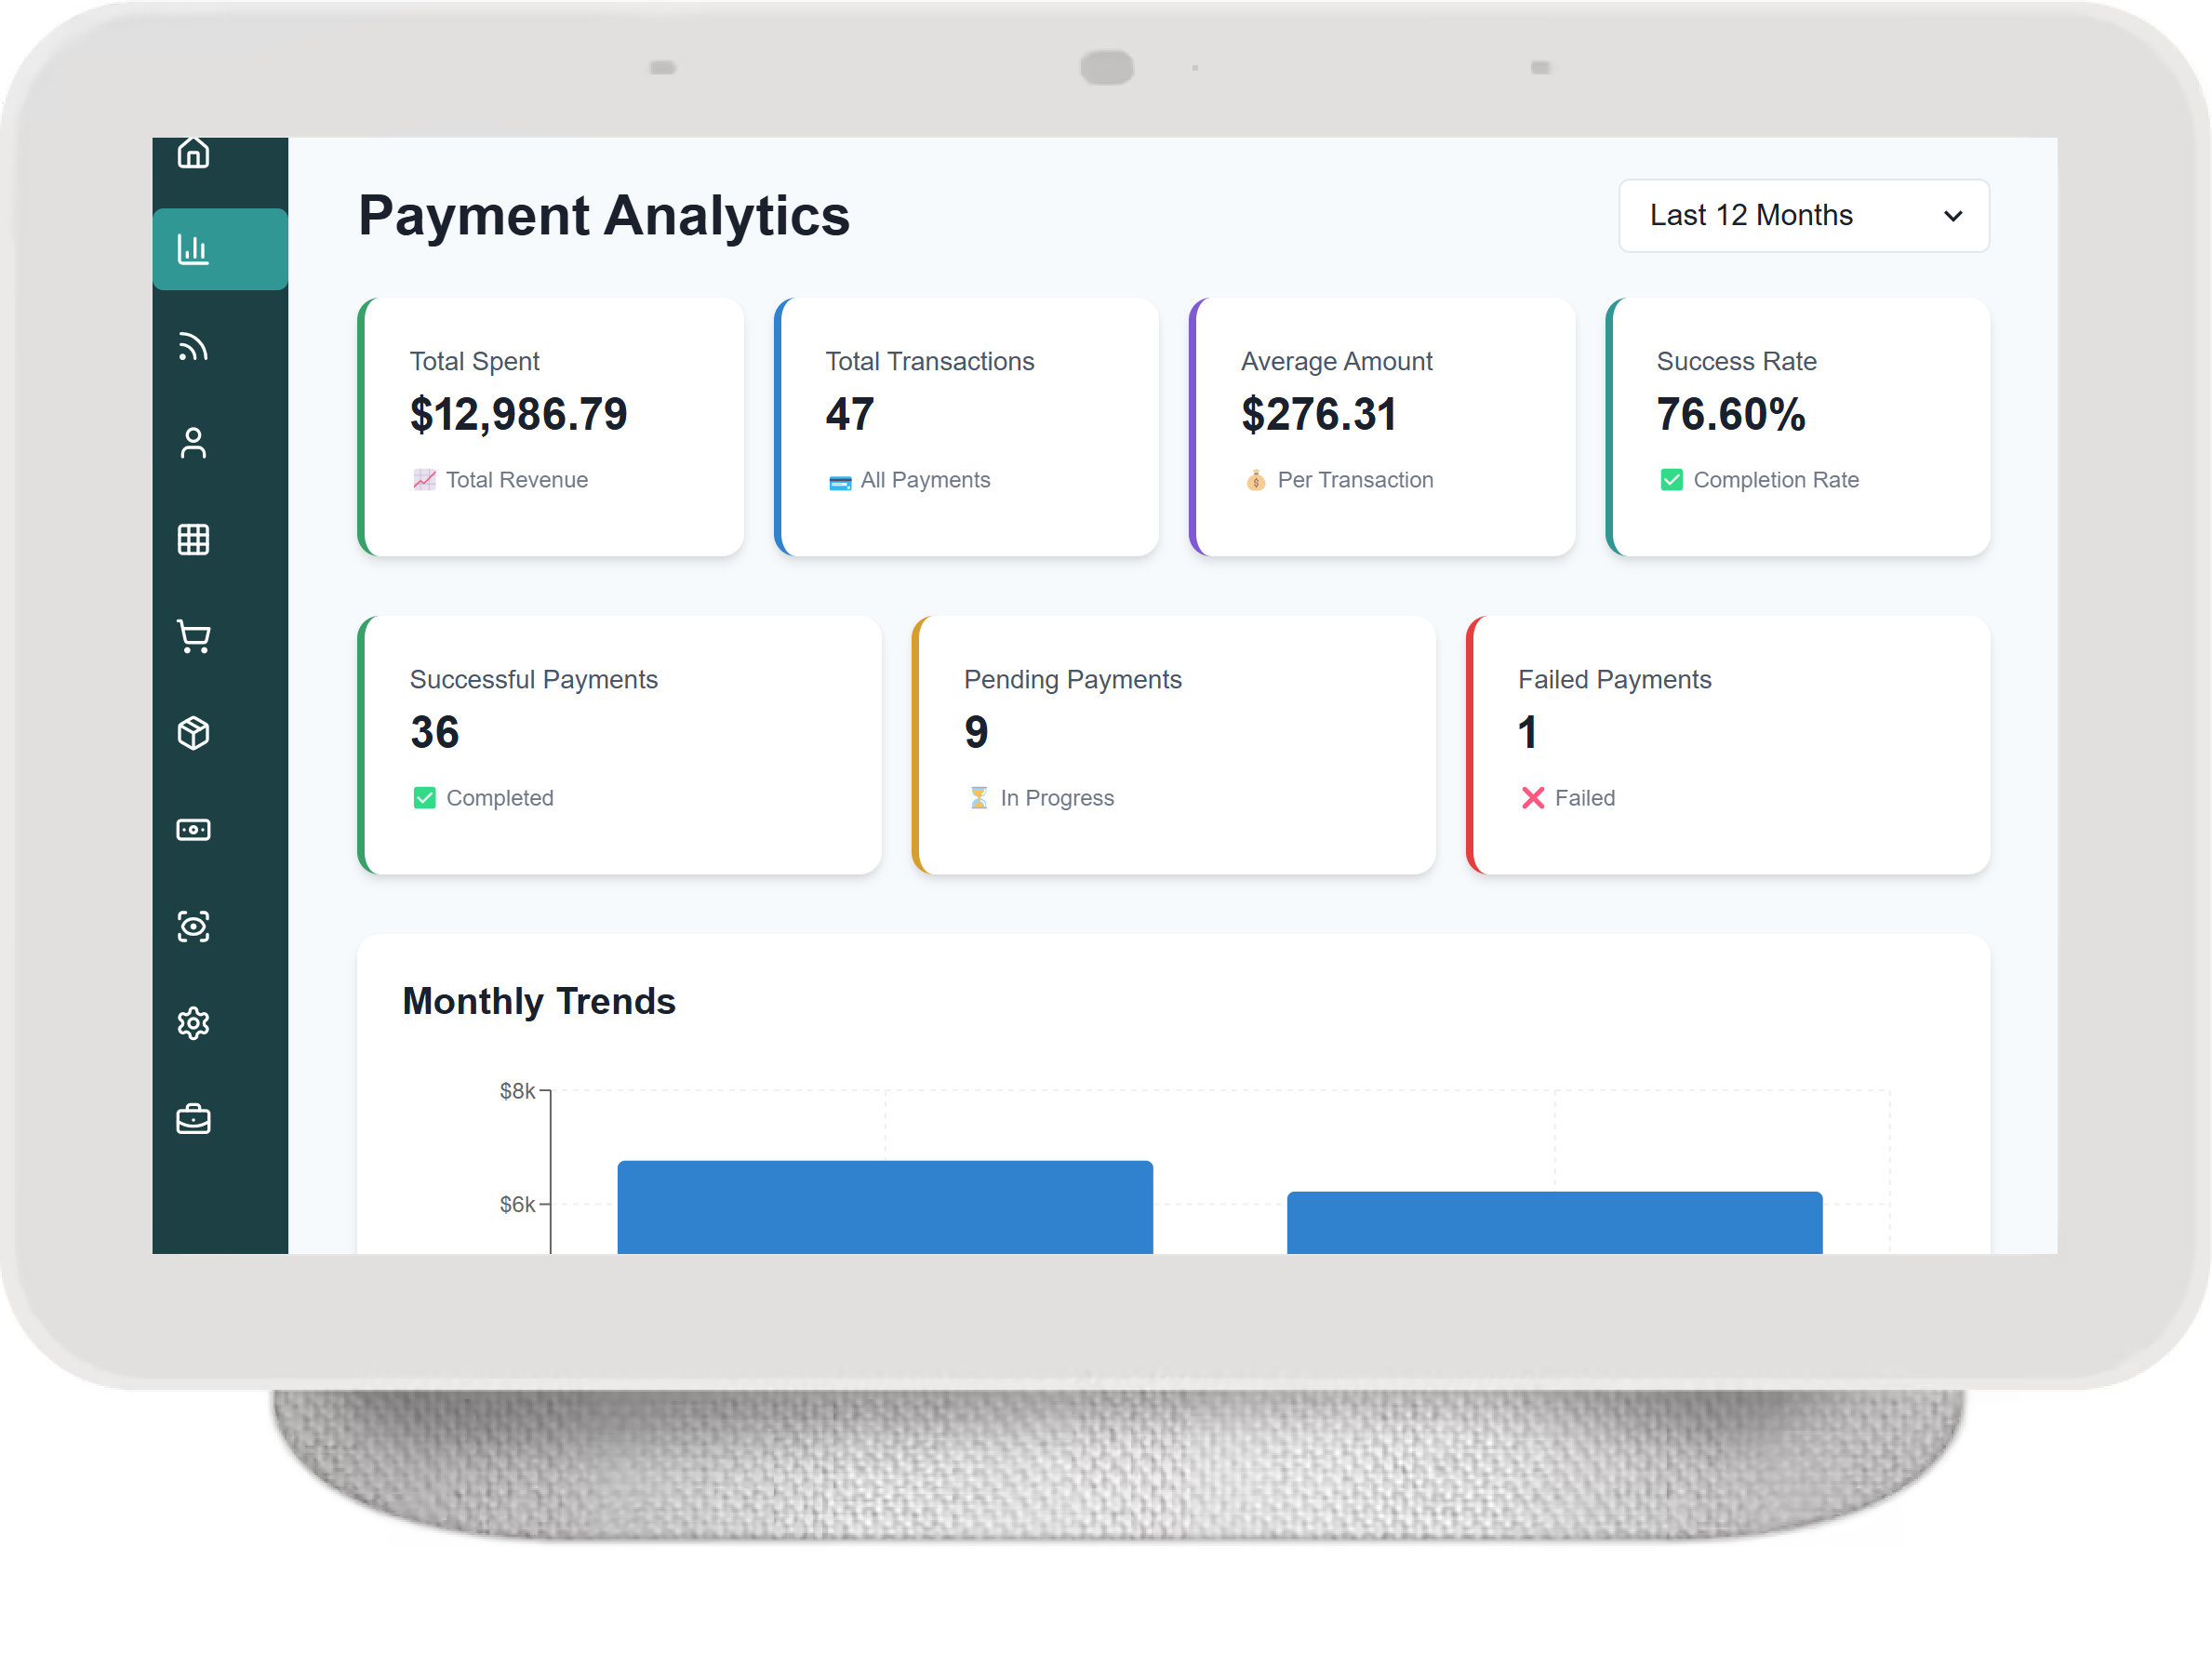 Payment Analytics
Last 12 Months
Total Spent
$12,986.79
Total Revenue
Total Transactions
47
All Payments
Average Amount
$276.31
Per Transaction
Success Rate
76.60%
Completion Rate
Successful Payments
36
Completed
Pending Payments
9
In Progress
Failed Payments
1
Failed
Monthly Trends
$8k
$6k